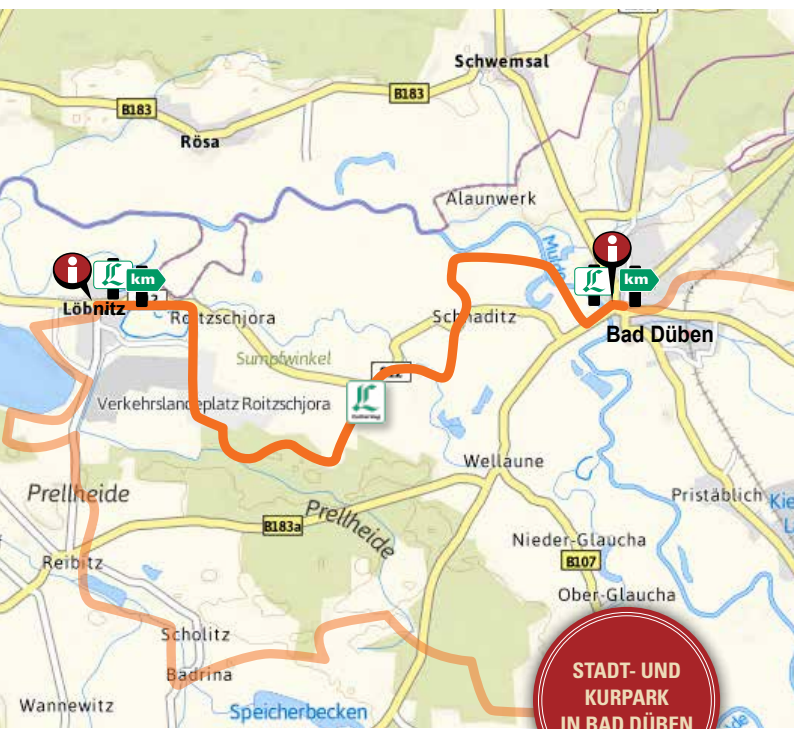 Schwemsal
B183
B183
Rösa
Alaunwerk
Mulde
i
L
km
i
L
km
Löbnitz
Roitzschjora
Schnaditz
Bad Düben
Sumpfwinkel
L
Verkehrslandeplatz Roitzschjora
Wellaune
Prellheide
Pristäblich
B183a
Prellheide
Nieder-Glaucha
B107
Reibitz
Ober-Glaucha
Scholitz
Badrina
STADT- UND
KURPARK
IN BAD DÜBEN
Wannewitz
Speicherbecken